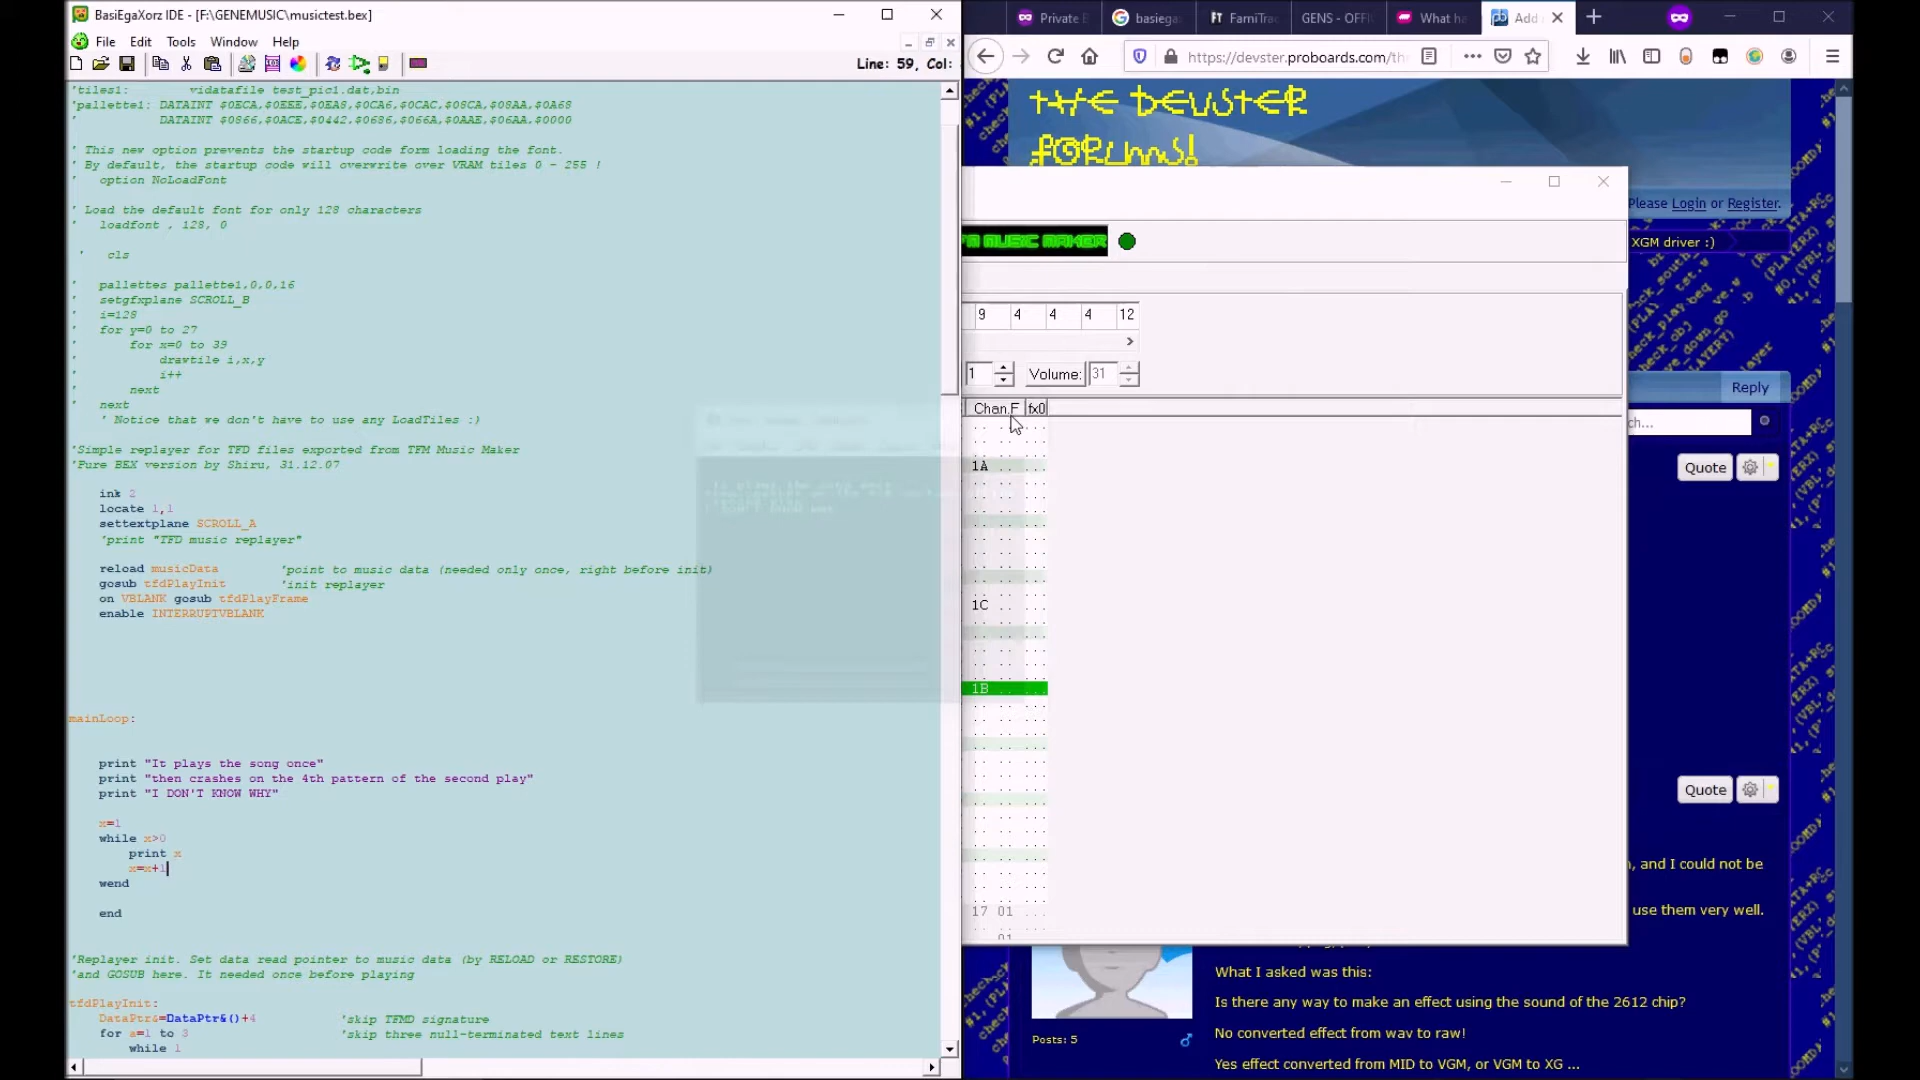 BasiEgaXorz IDE - [F:\GENEMUSIC\musictest.bex]
File Edit Tools Window Help
Line: 59, Col:
'tiles1: vidatafile test_pic1.dat,bin
'pallette1: DATAINT $0ECA,$0EEE,$0EA8,$0CA6,$0CAC,$08CA,$08AA,$0A68
' DATAINT $0866,$0ACE,$0442,$0686,$066A,$0AAE,$06AA,$0000
' This new option prevents the startup code form loading the font.
' By default, the startup code will overwrite over VRAM tiles 0 - 255 !
' option NoLoadFont
' Load the default font for only 128 characters
' loadfont , 128, 0
' cls
' pallettes pallette1,0,0,16
' setgfxplane SCROLL_B
' i=128
' for y=0 to 27
' for x=0 to 39
' drawtile i,x,y
' i++
' next
' next
' Notice that we don't have to use any LoadTiles :)
'Simple replayer for TFD files exported from TFM Music Maker
'Pure BEX version by Shiru, 31.12.07
ink 2
locate 1,1
settextplane SCROLL_A
'print "TFD music replayer"
reload musicData 'point to music data (needed only once, right before init)
gosub tfdPlayInit 'init replayer
on VBLANK gosub tfdPlayFrame
enable INTERRUPTVBLANK
mainLoop:
print "It plays the song once"
print "then crashes on the 4th pattern of the second play"
print "I DON'T KNOW WHY"
x=1
while x>0
print x
x=x+1
wend
end
'Replayer init. Set data read pointer to music data (by RELOAD or RESTORE)
'and GOSUB here. It needed once before playing
tfdPlayInit:
DataPtr&=DataPtr&()+4 'skip TFMD signature
for a=1 to 3 'skip three null-terminated text lines
while 1
Private
basiega
FamiTra
GENS - OFFI
What ha
Add
https://devster.proboards.com/th
THE DEVSTER
FORUMS!
Please Login or Register.
XGM driver :)
MUSIC MAKER
9 4 4 4 12
1 Volume: 31
Chan.F fx0
1A
1C
1B
17 01
01
Reply
ch...
Quote
Quote
, and I could not be
use them very well.
What I asked was this:
Is there any way to make an effect using the sound of the 2612 chip?
No converted effect from wav to raw!
Yes effect converted from MID to VGM, or VGM to XG ...
Posts: 5